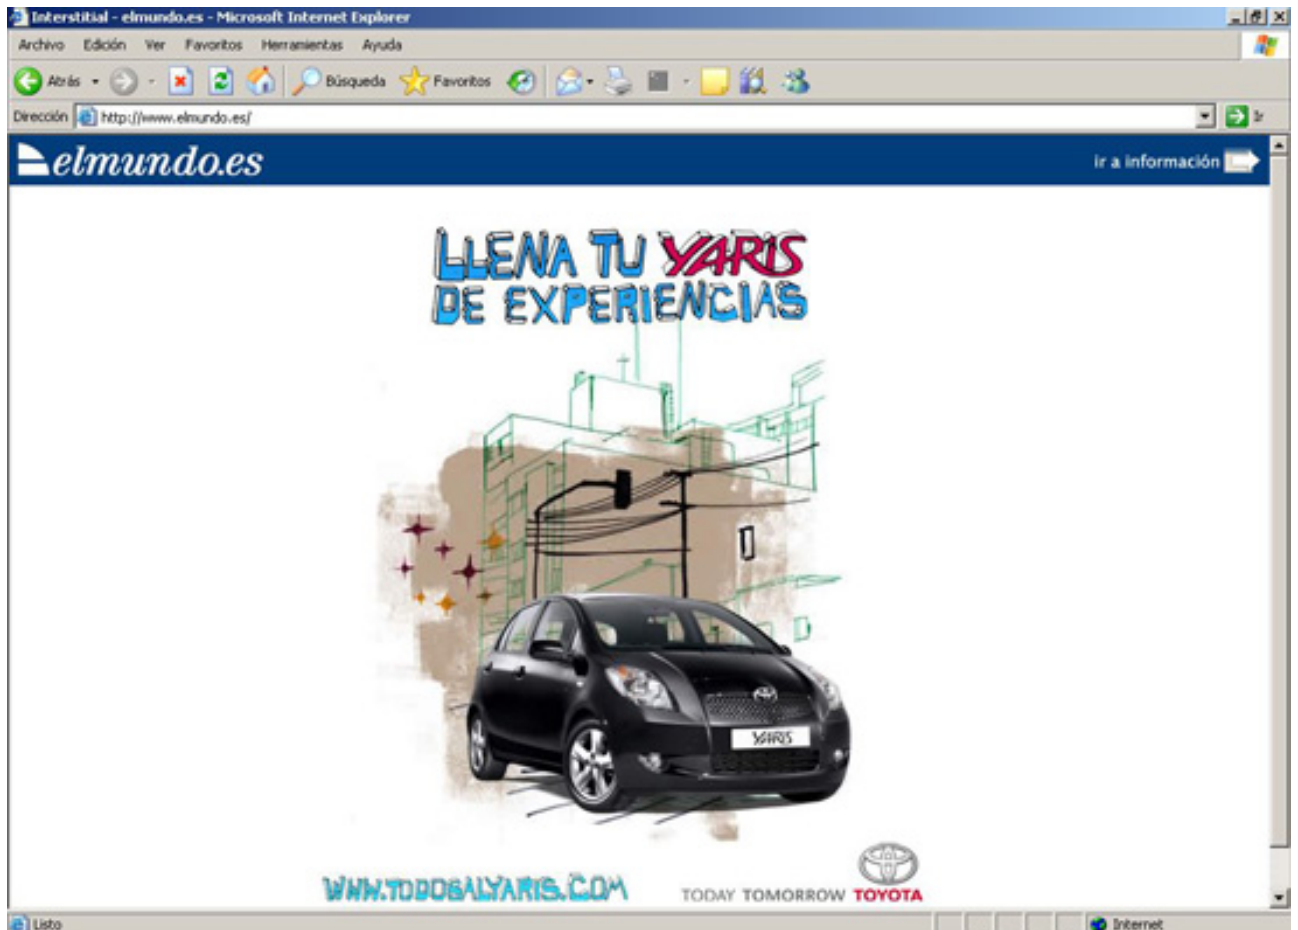 Interstitial - elmundo.es - Microsoft Internet Explorer
Archivo Edición Ver Favoritos Herramientas Ayuda
Atrás Búsqueda Favoritos
Dirección http://www.elmundo.es/ Ir
elmundo.es ir a información
LLENA TU YARIS
DE EXPERIENCIAS
YARIS
WWW.TODOSALYARIS.COM TODAY TOMORROW TOYOTA
Listo Internet